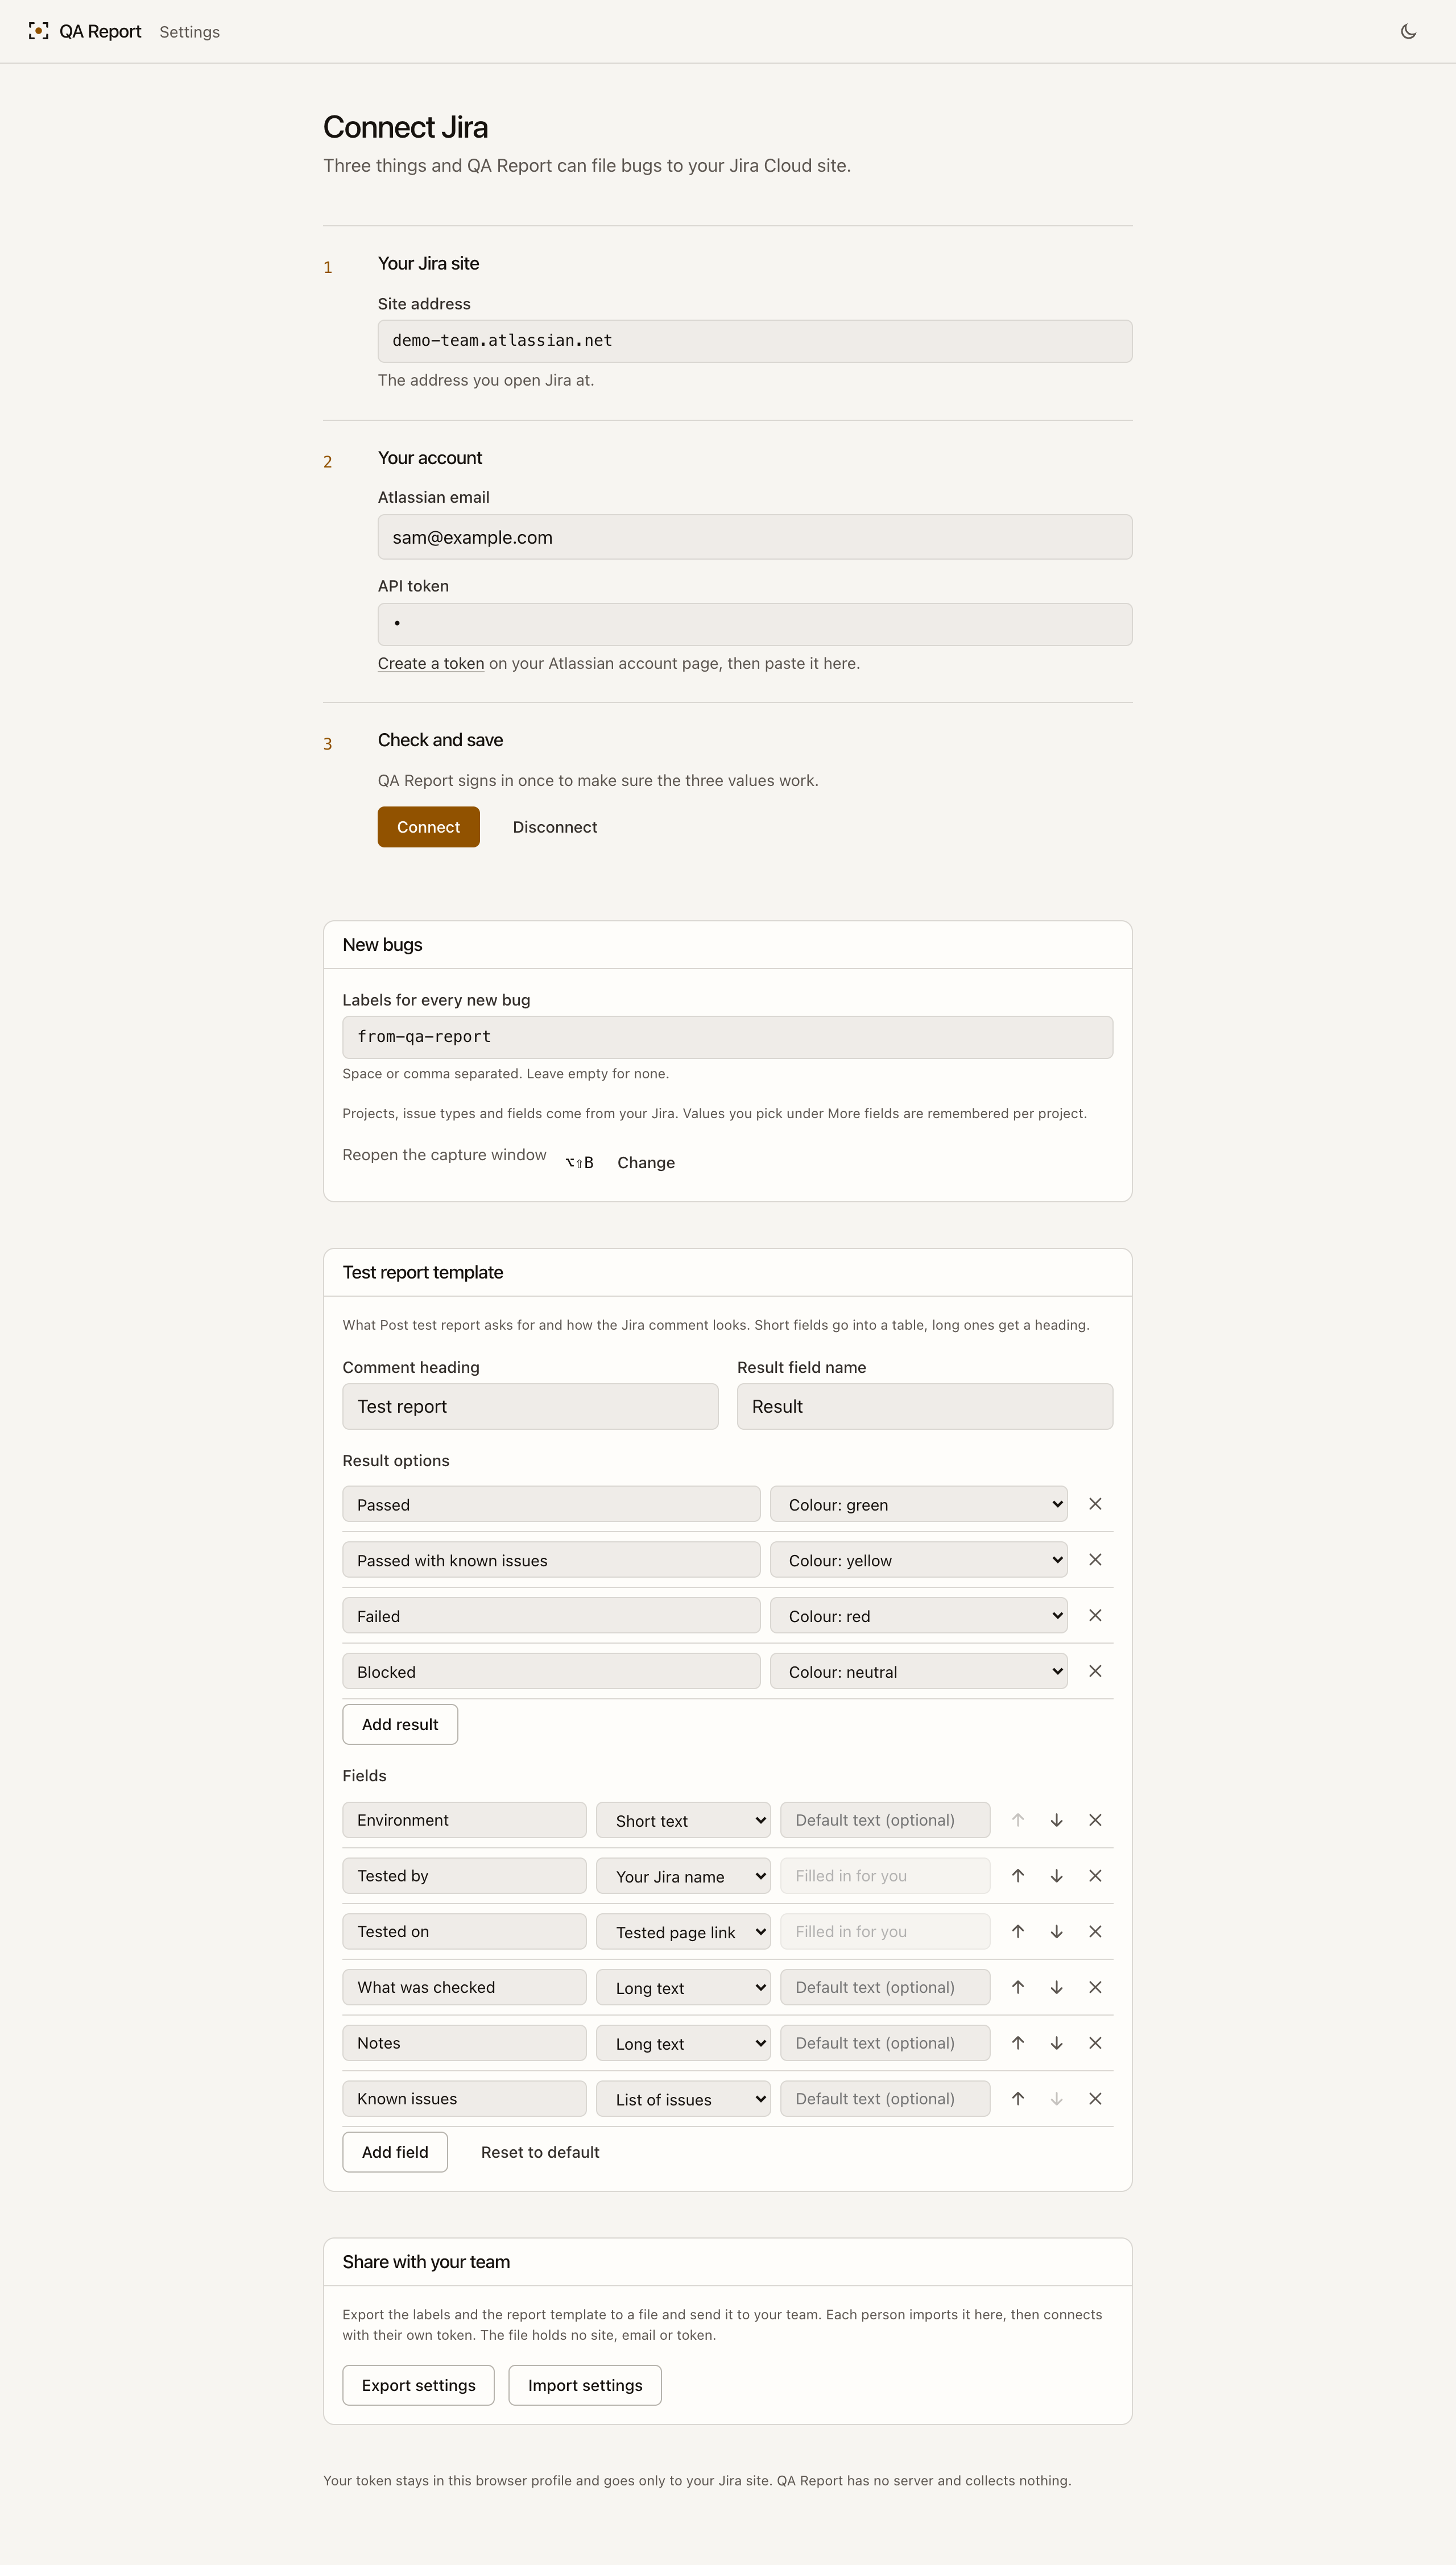 QA Report Settings
Connect Jira
Three things and QA Report can file bugs to your Jira Cloud site.
1 Your Jira site
Site address
demo-team.atlassian.net
The address you open Jira at.
2 Your account
Atlassian email
sam@example.com
API token
•
Create a token on your Atlassian account page, then paste it here.
3 Check and save
QA Report signs in once to make sure the three values work.
Connect Disconnect
New bugs
Labels for every new bug
from-qa-report
Space or comma separated. Leave empty for none.
Projects, issue types and fields come from your Jira. Values you pick under More fields are remembered per project.
Reopen the capture window ⌥⇧B Change
Test report template
What Post test report asks for and how the Jira comment looks. Short fields go into a table, long ones get a heading.
Comment heading Result field name
Test report Result
Result options
Passed Colour: green
Passed with known issues Colour: yellow
Failed Colour: red
Blocked Colour: neutral
Add result
Fields
Environment Short text Default text (optional)
Tested by Your Jira name Filled in for you
Tested on Tested page link Filled in for you
What was checked Long text Default text (optional)
Notes Long text Default text (optional)
Known issues List of issues Default text (optional)
Add field Reset to default
Share with your team
Export the labels and the report template to a file and send it to your team. Each person imports it here, then connects
with their own token. The file holds no site, email or token.
Export settings Import settings
Your token stays in this browser profile and goes only to your Jira site. QA Report has no server and collects nothing.